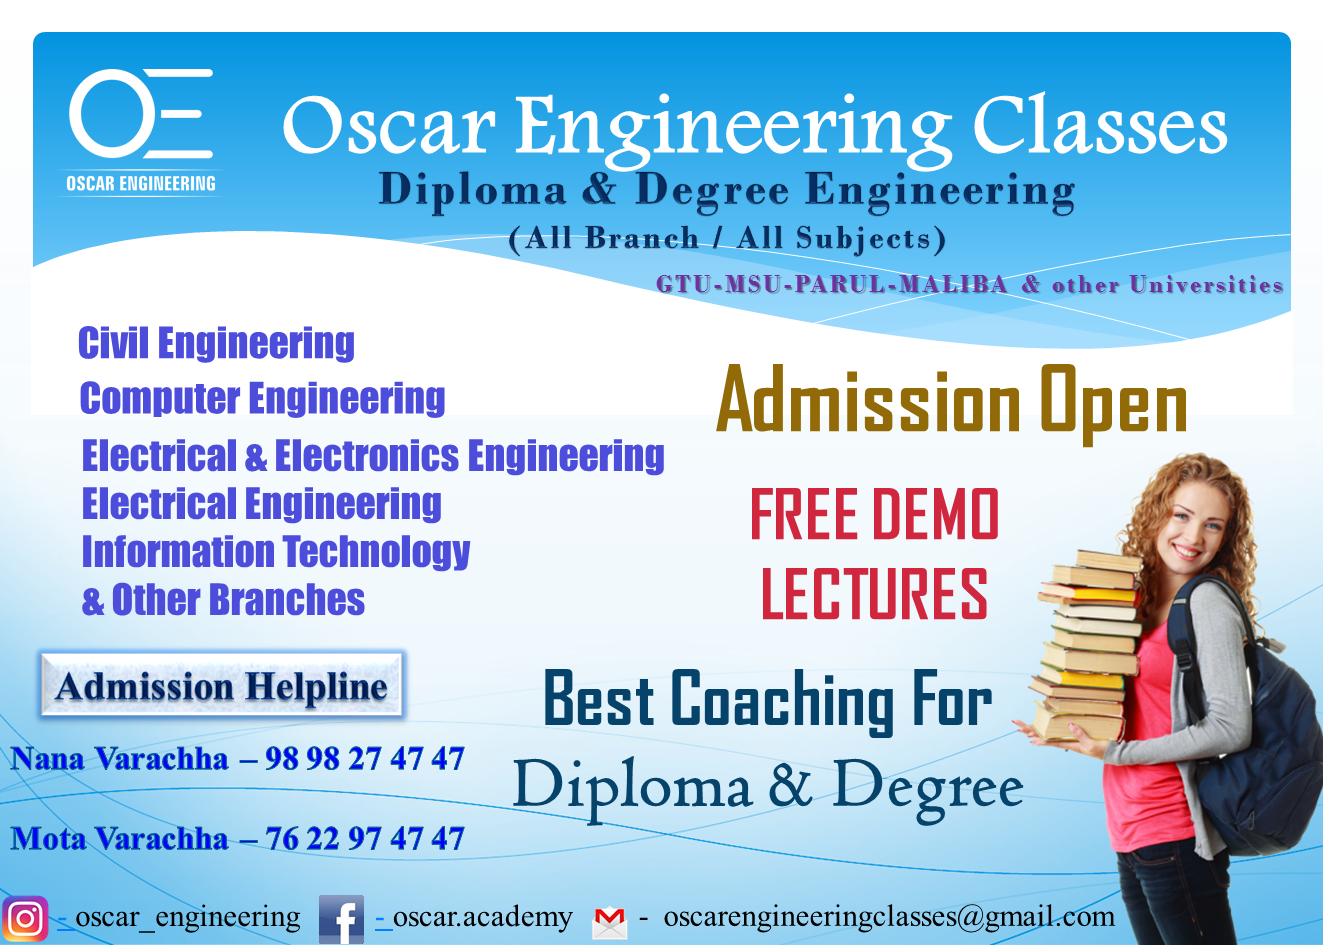 OE
OSCAR ENGINEERING
Oscar Engineering Classes
Diploma & Degree Engineering
(All Branch / All Subjects)
GTU-MSU-PARUL-MALIBA & other Universities
Civil Engineering
Computer Engineering
Electrical & Electronics Engineering
Electrical Engineering
Information Technology
& Other Branches
Admission Open
FREE DEMO
LECTURES
Best Coaching For
Diploma & Degree
Admission Helpline
Nana Varachha – 98 98 27 47 47
Mota Varachha – 76 22 97 47 47
- oscar_engineering
- oscar.academy
- oscarengineeringclasses@gmail.com